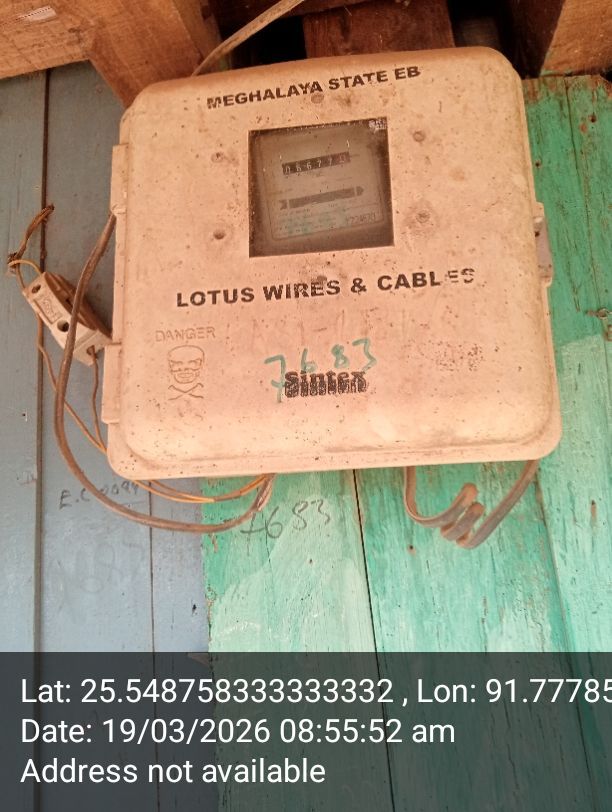 MEGHALAYA STATE EB
LOTUS WIRES & CABLES
DANGER
7683
Sintex
7683
Lat: 25.548758333333332 , Lon: 91.77785
Date: 19/03/2026 08:55:52 am
Address not available